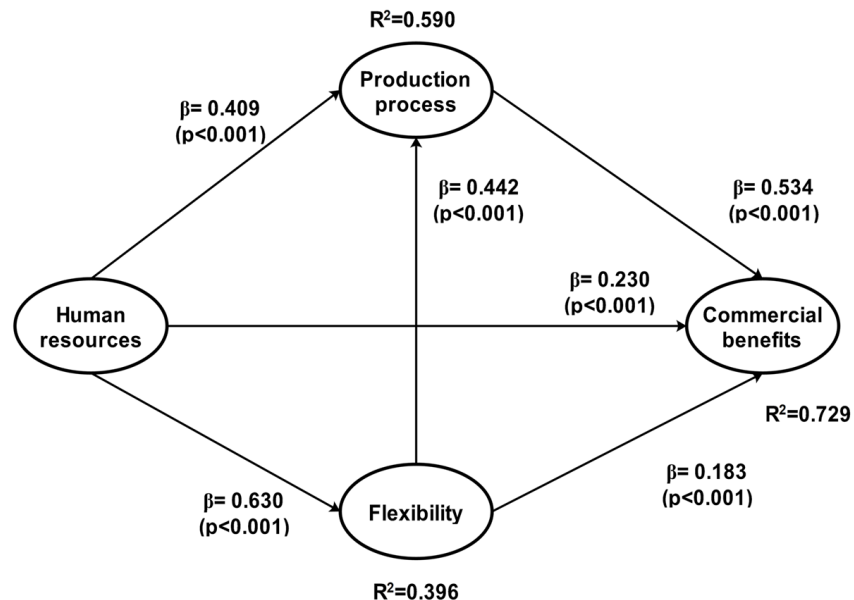 R²=0.590
Production
process
β= 0.409
(p<0.001)
β= 0.442
(p<0.001)
β= 0.534
(p<0.001)
Human
resources
β= 0.230
(p<0.001)
Commercial
benefits
R²=0.729
β= 0.630
(p<0.001)
Flexibility
β= 0.183
(p<0.001)
R²=0.396